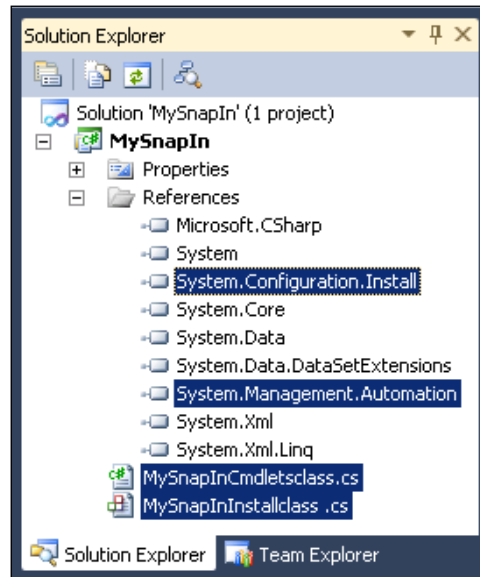 Solution Explorer
Solution 'MySnapIn' (1 project)
C# MySnapIn
Properties
References
Microsoft.CSharp
System
System.Configuration.Install
System.Core
System.Data
System.Data.DataSetExtensions
System.Management.Automation
System.Xml
System.Xml.Linq
C# MySnapInCmdletsclass.cs
MySnapInInstallclass .cs
Solution Explorer Team Explorer